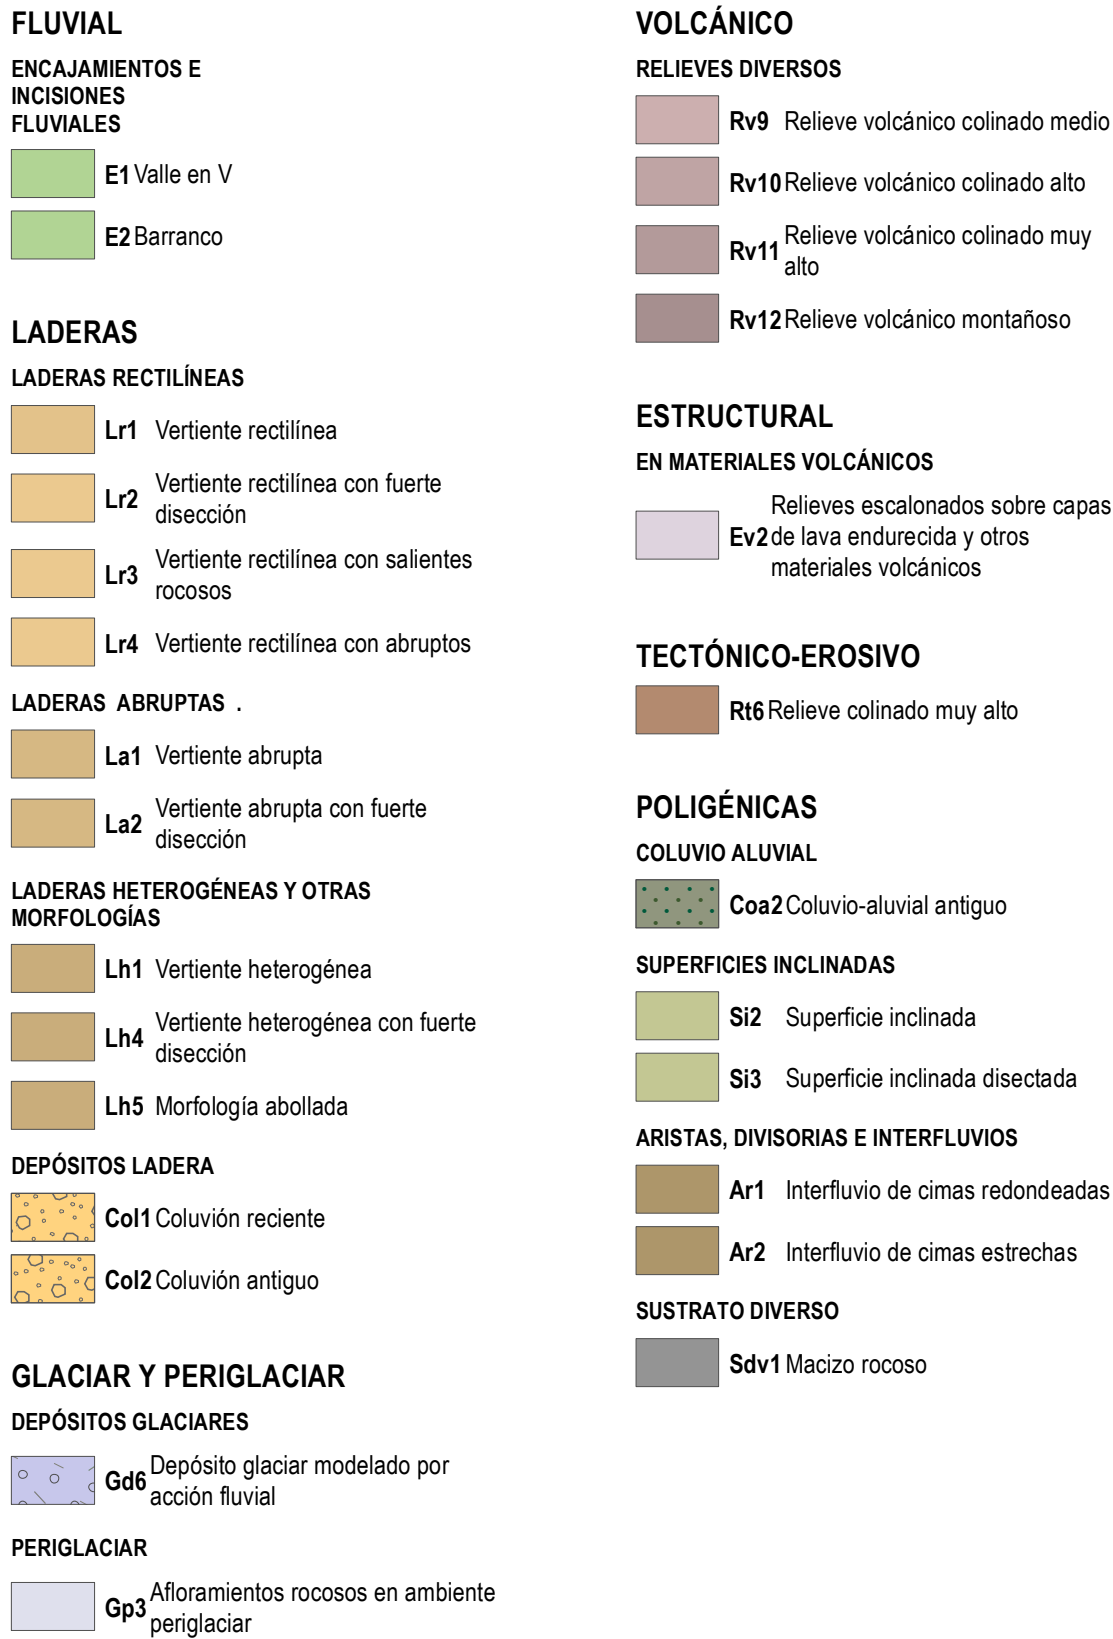 FLUVIAL
ENCAJAMIENTOS E
INCISIONES
FLUVIALES
E1 Valle en V
E2 Barranco
LADERAS
LADERAS RECTILÍNEAS
Lr1 Vertiente rectilínea
Lr2 Vertiente rectilínea con fuerte
disección
Lr3 Vertiente rectilínea con salientes
rocosos
Lr4 Vertiente rectilínea con abruptos
LADERAS ABRUPTAS .
La1 Vertiente abrupta
La2 Vertiente abrupta con fuerte
disección
LADERAS HETEROGÉNEAS Y OTRAS
MORFOLOGÍAS
Lh1 Vertiente heterogénea
Lh4 Vertiente heterogénea con fuerte
disección
Lh5 Morfología abollada
DEPÓSITOS LADERA
Col1 Coluvión reciente
Col2 Coluvión antiguo
GLACIAR Y PERIGLACIAR
DEPÓSITOS GLACIARES
Gd6 Depósito glaciar modelado por
acción fluvial
PERIGLACIAR
Gp3 Afloramientos rocosos en ambiente
periglaciar
VOLCÁNICO
RELIEVES DIVERSOS
Rv9 Relieve volcánico colinado medio
Rv10 Relieve volcánico colinado alto
Rv11 Relieve volcánico colinado muy
alto
Rv12 Relieve volcánico montañoso
ESTRUCTURAL
EN MATERIALES VOLCÁNICOS
Relieves escalonados sobre capas
Ev2 de lava endurecida y otros
materiales volcánicos
TECTÓNICO-EROSIVO
Rt6 Relieve colinado muy alto
POLIGÉNICAS
COLUVIO ALUVIAL
Coa2 Coluvio-aluvial antiguo
SUPERFICIES INCLINADAS
Si2 Superficie inclinada
Si3 Superficie inclinada disectada
ARISTAS, DIVISORIAS E INTERFLUVIOS
Ar1 Interfluvio de cimas redondeadas
Ar2 Interfluvio de cimas estrechas
SUSTRATO DIVERSO
Sdv1 Macizo rocoso